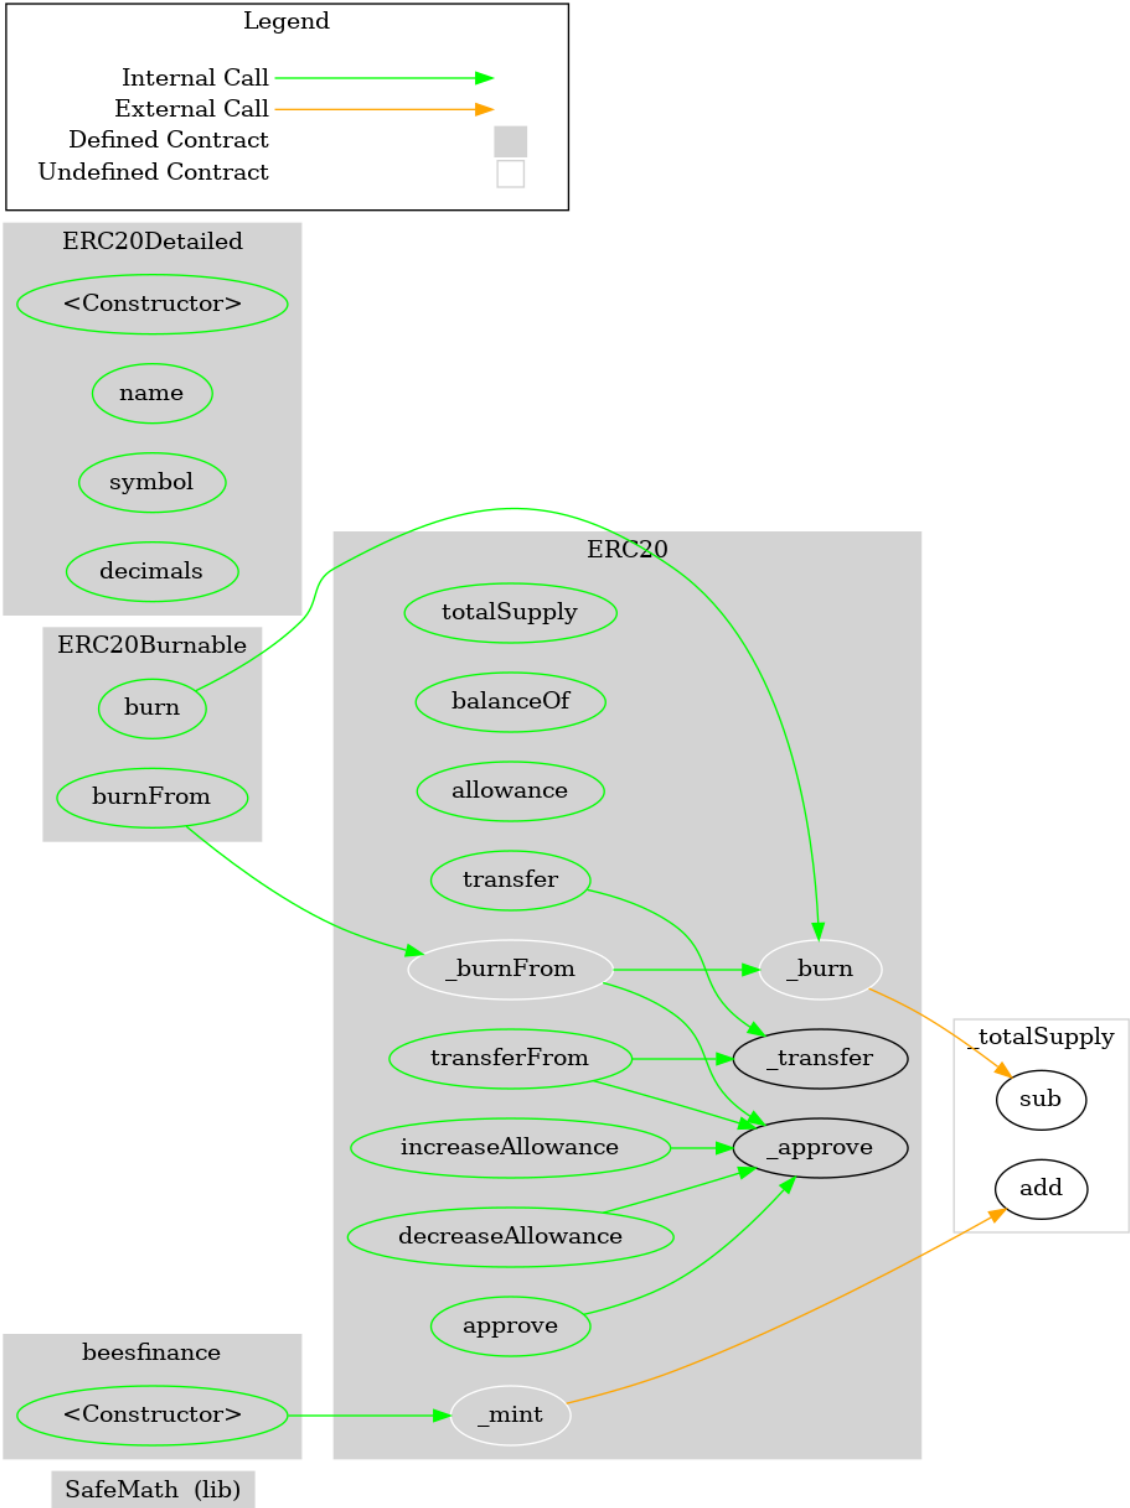 Legend
Internal Call
External Call
Defined Contract
Undefined Contract
ERC20Detailed
<Constructor>
name
symbol
decimals
ERC20Burnable
burn
burnFrom
ERC20
totalSupply
balanceOf
allowance
transfer
_burnFrom
_burn
transferFrom
_transfer
increaseAllowance
_approve
decreaseAllowance
approve
_mint
_totalSupply
sub
add
beesfinance
<Constructor>
SafeMath  (lib)